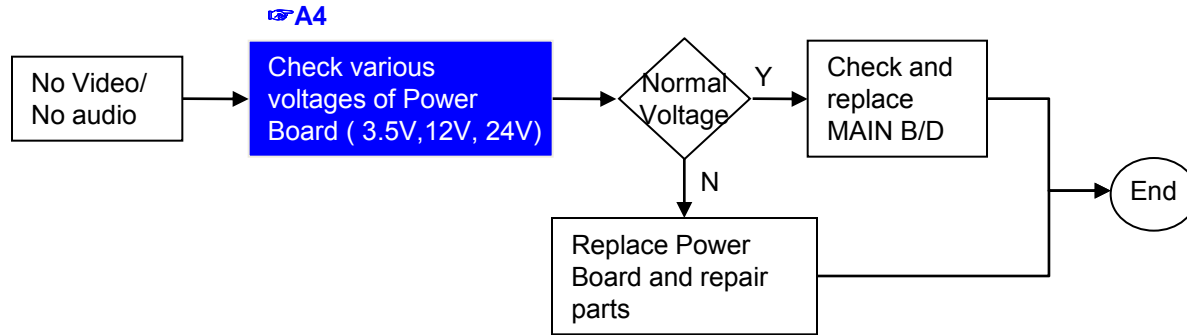 ☞A4
No Video/
No audio
Check various
voltages of Power
Board ( 3.5V,12V, 24V)
Normal
Voltage
Y
Check and
replace
MAIN B/D
N
Replace Power
Board and repair
parts
End